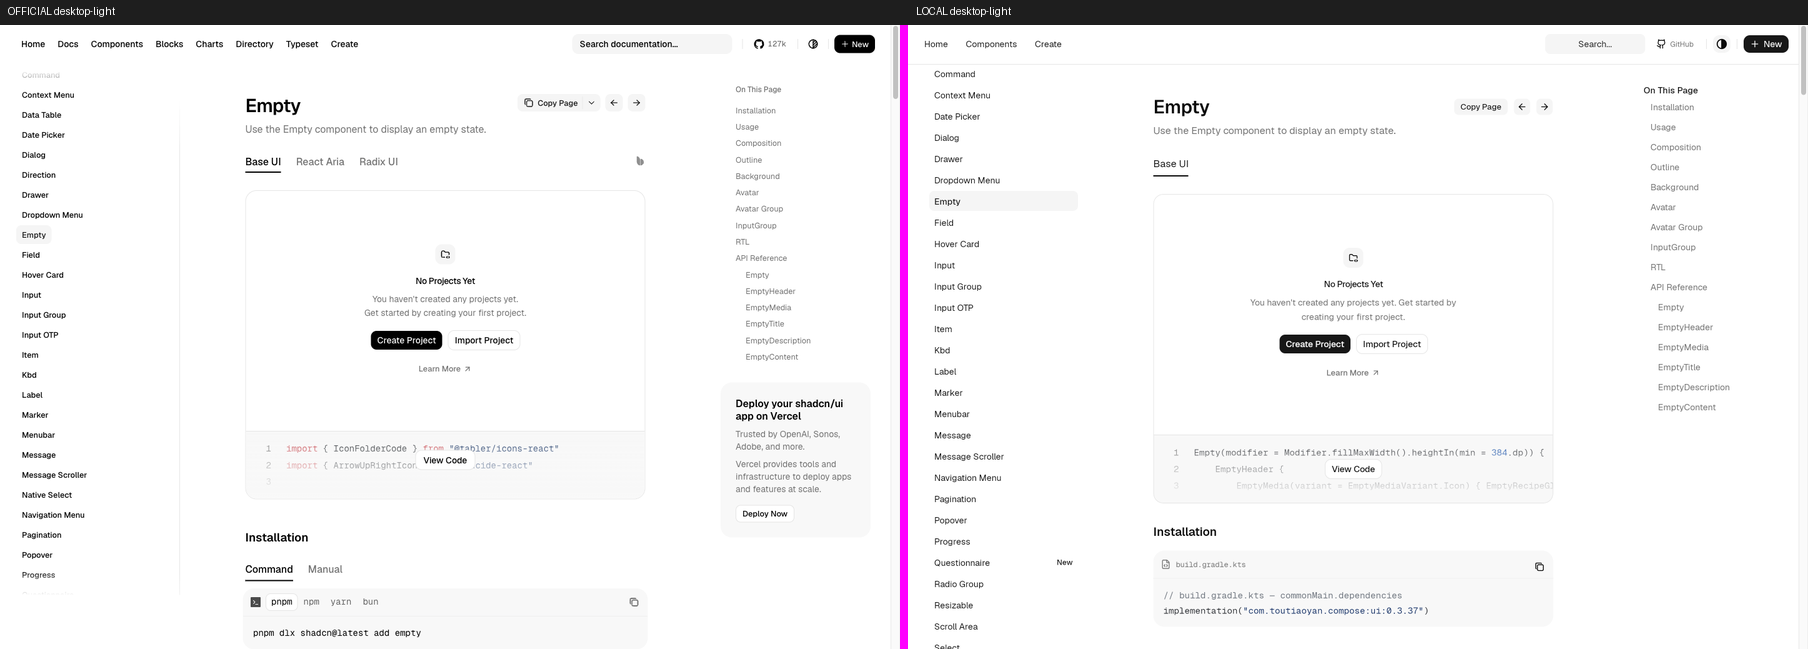 OFFICIAL desktop-light
Home Docs Components Blocks Charts Directory Typeset Create
Search documentation...
127k
+ New
Command
Context Menu
Data Table
Date Picker
Dialog
Direction
Drawer
Dropdown Menu
Empty
Field
Hover Card
Input
Input Group
Input OTP
Item
Kbd
Label
Marker
Menubar
Message
Message Scroller
Native Select
Navigation Menu
Pagination
Popover
Progress
Empty
Copy Page
Use the Empty component to display an empty state.
Base UI React Aria Radix UI
No Projects Yet
You haven't created any projects yet.
Get started by creating your first project.
Create Project Import Project
Learn More
1 import { IconFolderCode } from "@tabler/icons-react"
2 import { ArrowUpRightIcon cide-react"
3
View Code
Installation
Command Manual
pnpm npm yarn bun
pnpm dlx shadcn@latest add empty
On This Page
Installation
Usage
Composition
Outline
Background
Avatar
Avatar Group
InputGroup
RTL
API Reference
Empty
EmptyHeader
EmptyMedia
EmptyTitle
EmptyDescription
EmptyContent
Deploy your shadcn/ui
app on Vercel
Trusted by OpenAI, Sonos,
Adobe, and more.
Vercel provides tools and
infrastructure to deploy apps
and features at scale.
Deploy Now
LOCAL desktop-light
Home Components Create
Search...
GitHub
+ New
Command
Context Menu
Date Picker
Dialog
Drawer
Dropdown Menu
Empty
Field
Hover Card
Input
Input Group
Input OTP
Item
Kbd
Label
Marker
Menubar
Message
Message Scroller
Navigation Menu
Pagination
Popover
Progress
Questionnaire New
Radio Group
Resizable
Scroll Area
Select
Empty
Copy Page
Use the Empty component to display an empty state.
Base UI
No Projects Yet
You haven't created any projects yet. Get started by
creating your first project.
Create Project Import Project
Learn More
1 Empty(modifier = Modifier.fillMaxWidth().heightIn(min = 384.dp)) {
2 EmptyHeader {
3 EmptyMedia(variant = EmptyMediaVariant.Icon) { EmptyRecipeG
View Code
Installation
build.gradle.kts
// build.gradle.kts — commonMain.dependencies
implementation("com.toutiaoyan.compose:ui:0.3.37")
On This Page
Installation
Usage
Composition
Outline
Background
Avatar
Avatar Group
InputGroup
RTL
API Reference
Empty
EmptyHeader
EmptyMedia
EmptyTitle
EmptyDescription
EmptyContent